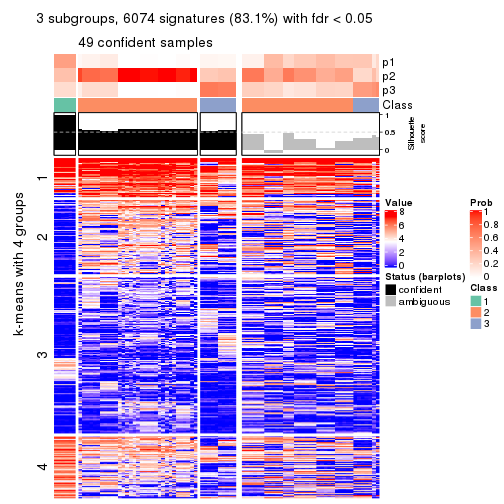 3 subgroups, 6074 signatures (83.1%) with fdr < 0.05
49 confident samples
p1
p2
p3
Class
1
0.5
0
Silhouette
score
k-means with 4 groups
1
2
3
4
Value
8
6
4
2
0
Status (barplots)
confident
ambiguous
Prob
1
0.8
0.6
0.4
0.2
0
Class
1
2
3